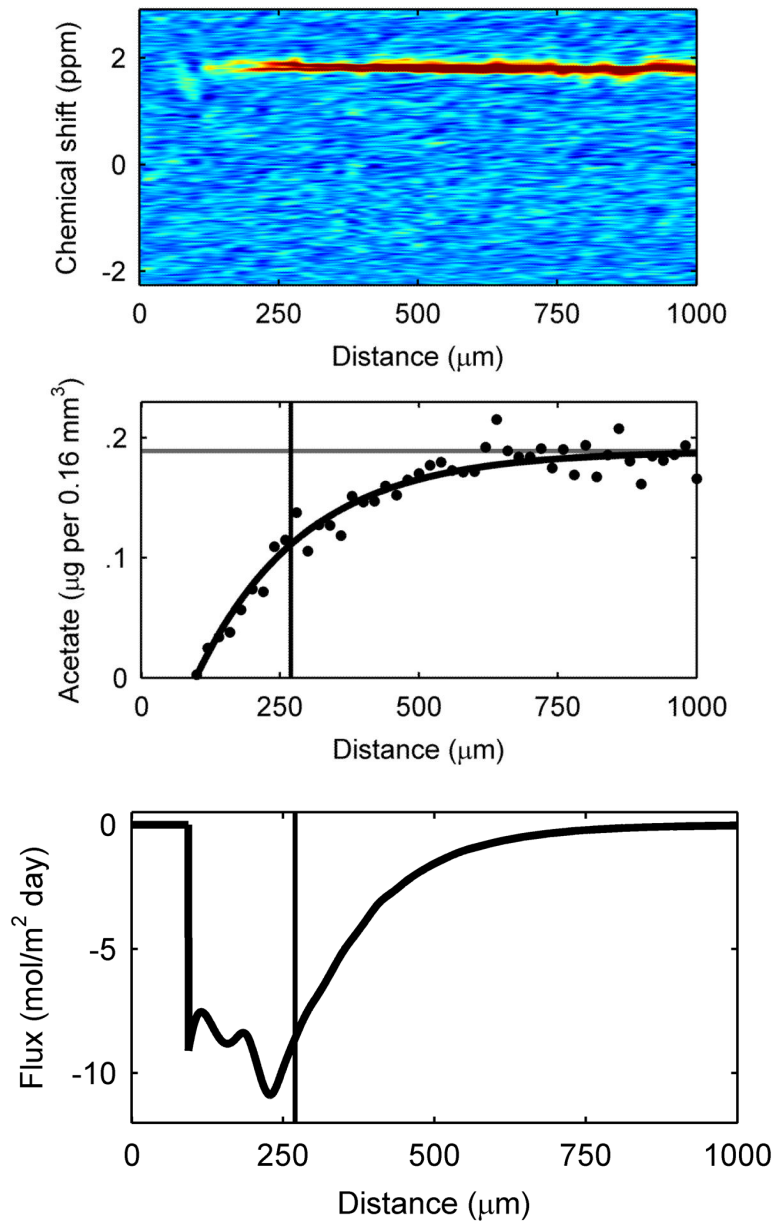 Chemical shift (ppm)
2
0
-2
0 250 500 750 1000
Distance (μm)
Acetate (μg per 0.16 mm³)
.2
.1
0
0 250 500 750 1000
Distance (μm)
Flux (mol/m² day)
0
-5
-10
0 250 500 750 1000
Distance (μm)